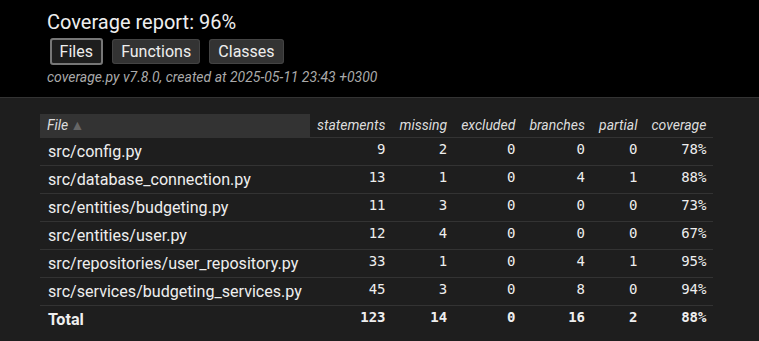 Coverage report: 96%
Files Functions Classes
coverage.py v7.8.0, created at 2025-05-11 23:43 +0300
File ▲ statements missing excluded branches partial coverage
src/config.py 9 2 0 0 0 78%
src/database_connection.py 13 1 0 4 1 88%
src/entities/budgeting.py 11 3 0 0 0 73%
src/entities/user.py 12 4 0 0 0 67%
src/repositories/user_repository.py 33 1 0 4 1 95%
src/services/budgeting_services.py 45 3 0 8 0 94%
Total 123 14 0 16 2 88%